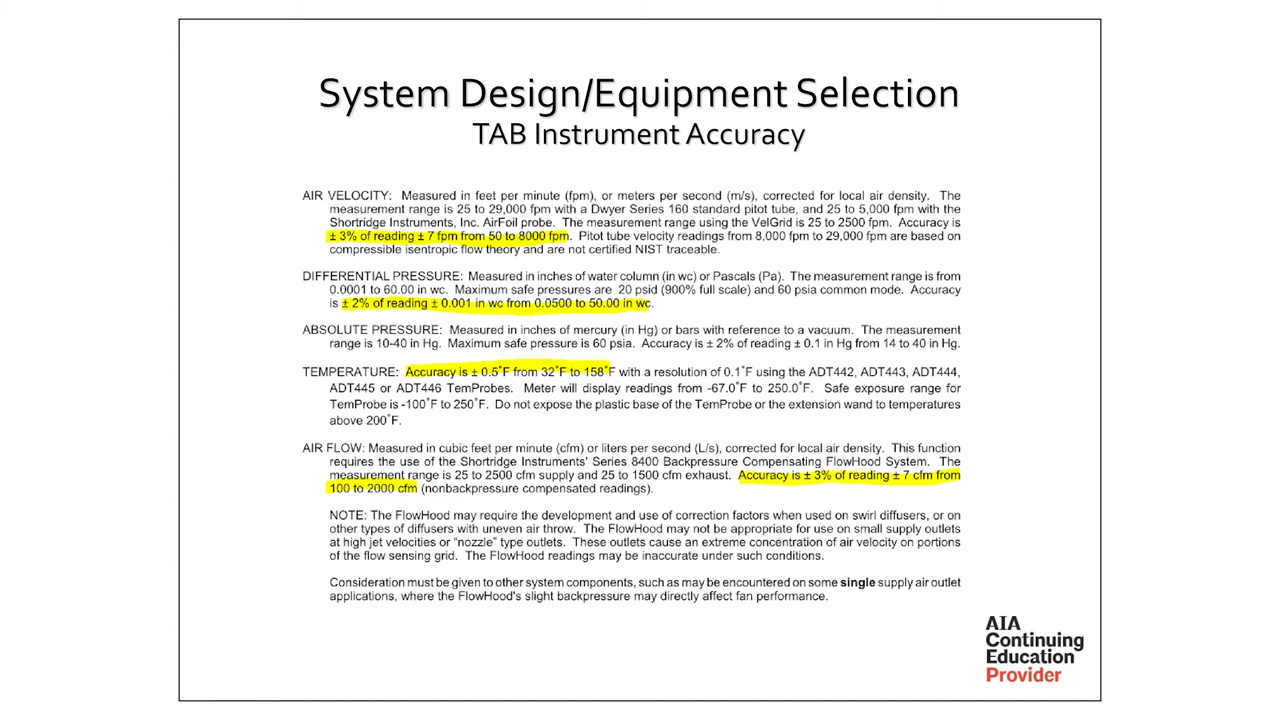 System Design/Equipment Selection
TAB Instrument Accuracy
AIR VELOCITY: Measured in feet per minute (fpm), or meters per second (m/s), corrected for local air density. The
measurement range is 25 to 29,000 fpm with a Dwyer Series 160 standard pitot tube, and 25 to 5,000 fpm with the
Shortridge Instruments, Inc. AirFoil probe. The measurement range using the VelGrid is 25 to 2500 fpm. Accuracy is
± 3% of reading ± 7 fpm from 50 to 8000 fpm. Pitot tube velocity readings from 8,000 fpm to 29,000 fpm are based on
compressible isentropic flow theory and are not certified NIST traceable.
DIFFERENTIAL PRESSURE: Measured in inches of water column (in wc) or Pascals (Pa). The measurement range is from
0.0001 to 60.00 in wc. Maximum safe pressures are 20 psid (900% full scale) and 60 psia common mode. Accuracy
is ± 2% of reading ± 0.001 in wc from 0.0500 to 50.00 in wc.
ABSOLUTE PRESSURE: Measured in inches of mercury (in Hg) or bars with reference to a vacuum. The measurement
range is 10-40 in Hg. Maximum safe pressure is 60 psia. Accuracy is ± 2% of reading ± 0.1 in Hg from 14 to 40 in Hg.
TEMPERATURE: Accuracy is ± 0.5°F from 32°F to 158°F with a resolution of 0.1°F using the ADT442, ADT443, ADT444,
ADT445 or ADT446 TemProbes. Meter will display readings from -67.0°F to 250.0°F. Safe exposure range for
TemProbe is -100°F to 250°F. Do not expose the plastic base of the TemProbe or the extension wand to temperatures
above 200°F.
AIR FLOW: Measured in cubic feet per minute (cfm) or liters per second (L/s), corrected for local air density. This function
requires the use of the Shortridge Instruments' Series 8400 Backpressure Compensating FlowHood System. The
measurement range is 25 to 2500 cfm supply and 25 to 1500 cfm exhaust. Accuracy is ± 3% of reading ± 7 cfm from
100 to 2000 cfm (nonbackpressure compensated readings).
NOTE: The FlowHood may require the development and use of correction factors when used on swirl diffusers, or on
other types of diffusers with uneven air throw. The FlowHood may not be appropriate for use on small supply outlets
at high jet velocities or "nozzle" type outlets. These outlets cause an extreme concentration of air velocity on portions
of the flow sensing grid. The FlowHood readings may be inaccurate under such conditions.
Consideration must be given to other system components, such as may be encountered on some single supply air outlet
applications, where the FlowHood's slight backpressure may directly affect fan performance.
AIA
Continuing
Education
Provider